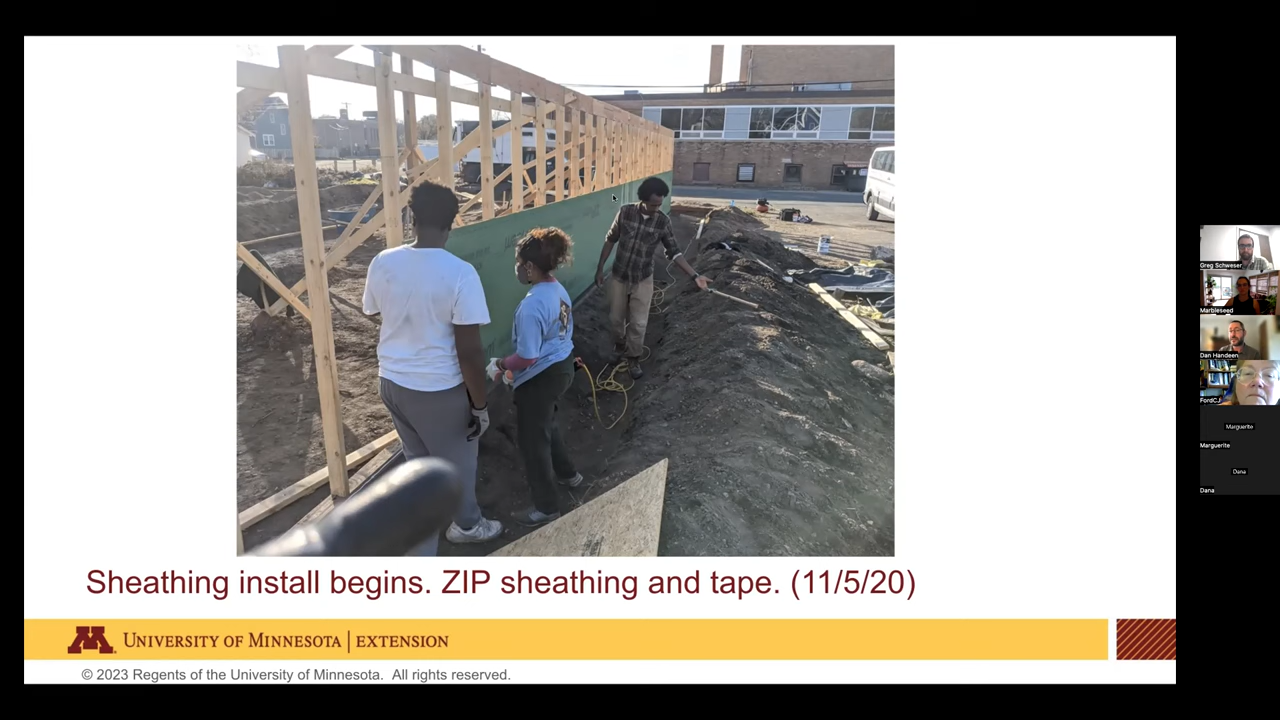 Sheathing install begins. ZIP sheathing and tape. (11/5/20)
M UNIVERSITY OF MINNESOTA | EXTENSION
© 2023 Regents of the University of Minnesota. All rights reserved.
Greg Schweser
Marbleseed
Dan Handeen
FordCJ
Marguerite
Marguerite
Dana
Dana